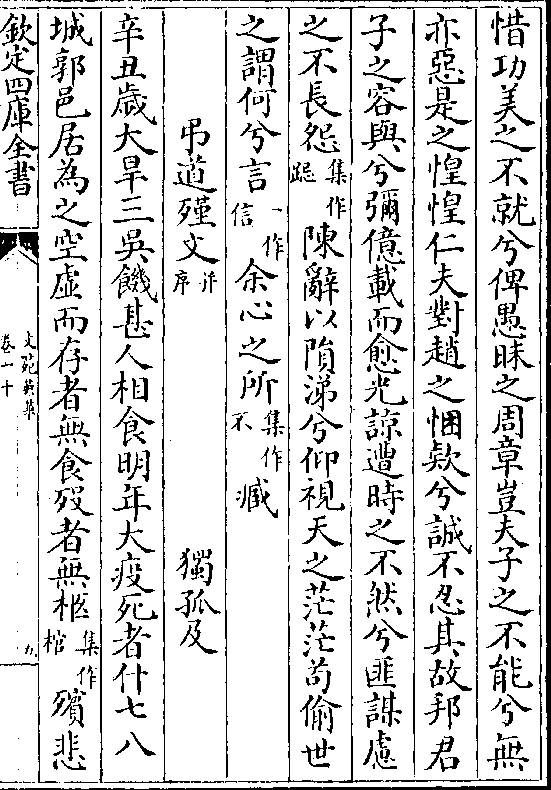 惜功美之不就兮俾愚昧之周章豈夫子之不能兮無
亦惡是之惶惶仁夫對趙之悃欵兮誠不忍其故邦君
子之容與兮彌億載而愈光諒遭時之不然兮匪謀慮
之不長怨集作跽陳辭以隕涕兮仰視天之茫茫茍偷世
之謂何兮言一作信余心之所集作不臧
弔道殣文并序 獨孤及
辛丑歲大旱三吳饑甚人相食明年大疫死者什七八
城郭邑居為之空虛而存者無食歿者無柩集作棺殯悲
欽定四庫全書
文苑英華
卷一千
九